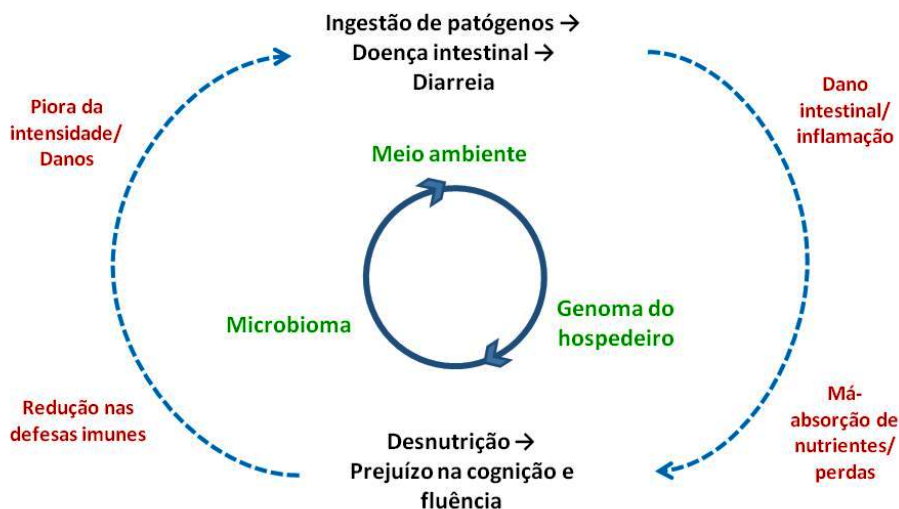 Ingestão de patógenos →
Doença intestinal →
Diarreia
Dano
intestinal/
inflamação
Piora da
intensidade/
Danos
Meio ambiente
Microbioma
Genoma do
hospedeiro
Redução nas
defesas imunes
Má-
absorção de
nutrientes/
perdas
Desnutrição →
Prejuízo na cognição e
fluência